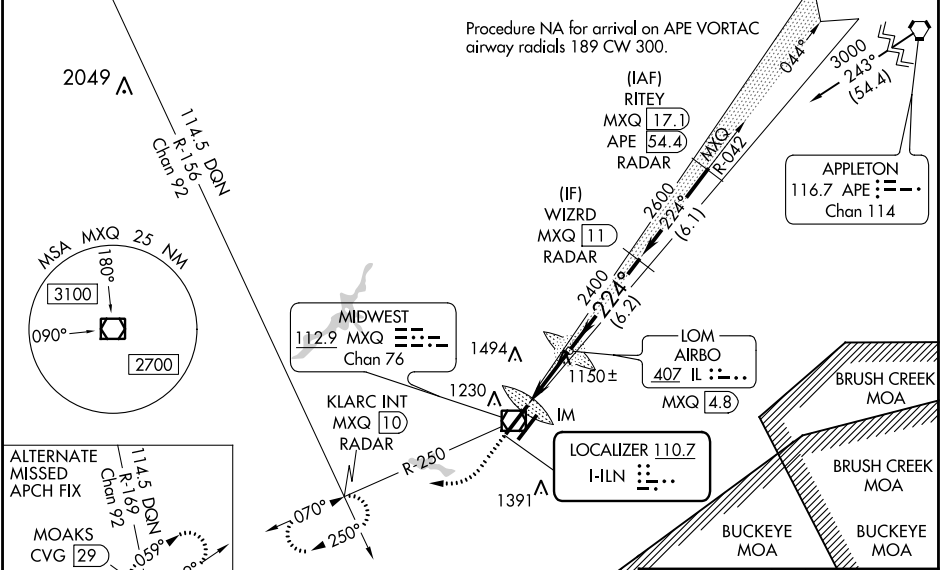 Procedure NA for arrival on APE VORTAC
airway radials 189 CW 300.
2049
114.5 DQN
R-156
Chan 92
(IAF)
RITEY
MXQ 17.1
APE 54.4
RADAR
044°
3000
243°
(54.4)
MXQ
R-042
APPLETON
116.7 APE
Chan 114
2600
224°
(6.1)
(IF)
WIZRD
MXQ 11
RADAR
2400
224°
(6.2)
MSA MXQ 25 NM
180°
3100
090°
2700
MIDWEST
112.9 MXQ
Chan 76
1494
1150±
LOM
AIRBO
407 IL
MXQ 4.8
1230
IM
KLARC INT
MXQ 10
RADAR
R-250
LOCALIZER 110.7
I-ILN
1391
070°
250°
BRUSH CREEK
MOA
BRUSH CREEK
MOA
BUCKEYE
MOA
BUCKEYE
MOA
ALTERNATE
MISSED
APCH FIX
114.5 DQN
R-169
Chan 92
MOAKS
CVG 29
059°